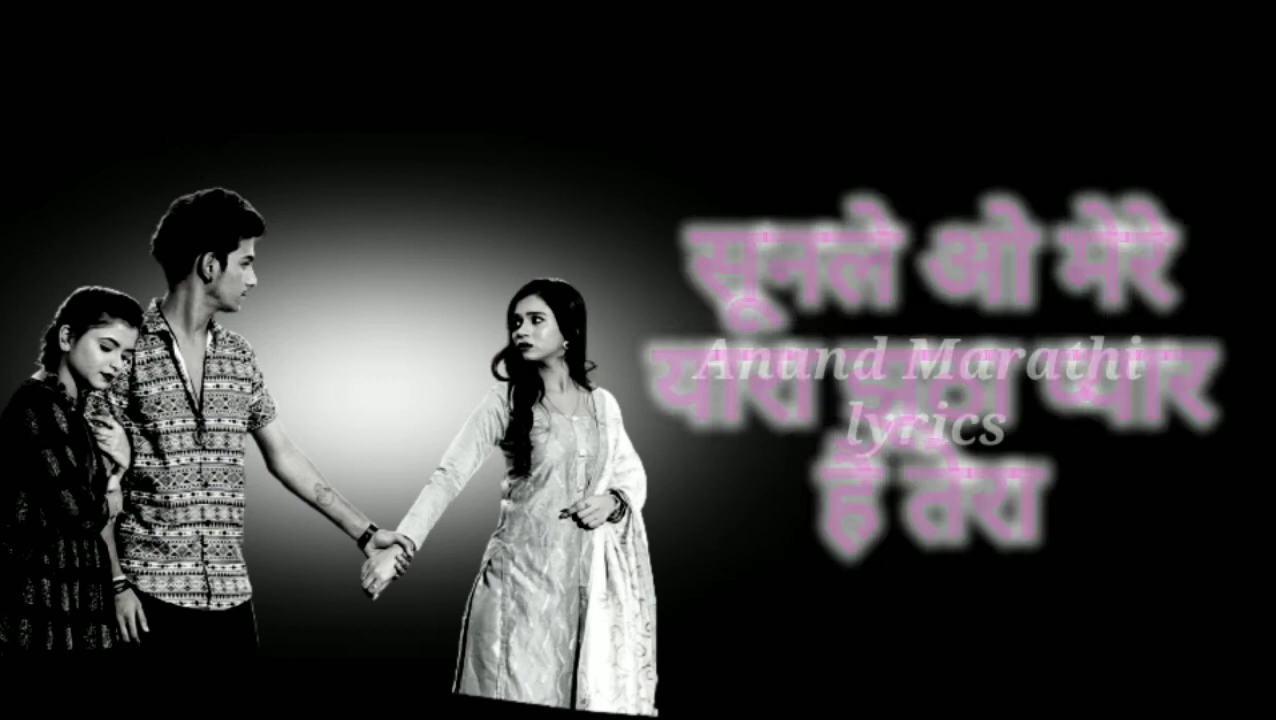 सूनले ओ मेरे
यारा झूठा प्यार
है तेरा
Anand Marathi
lyrics